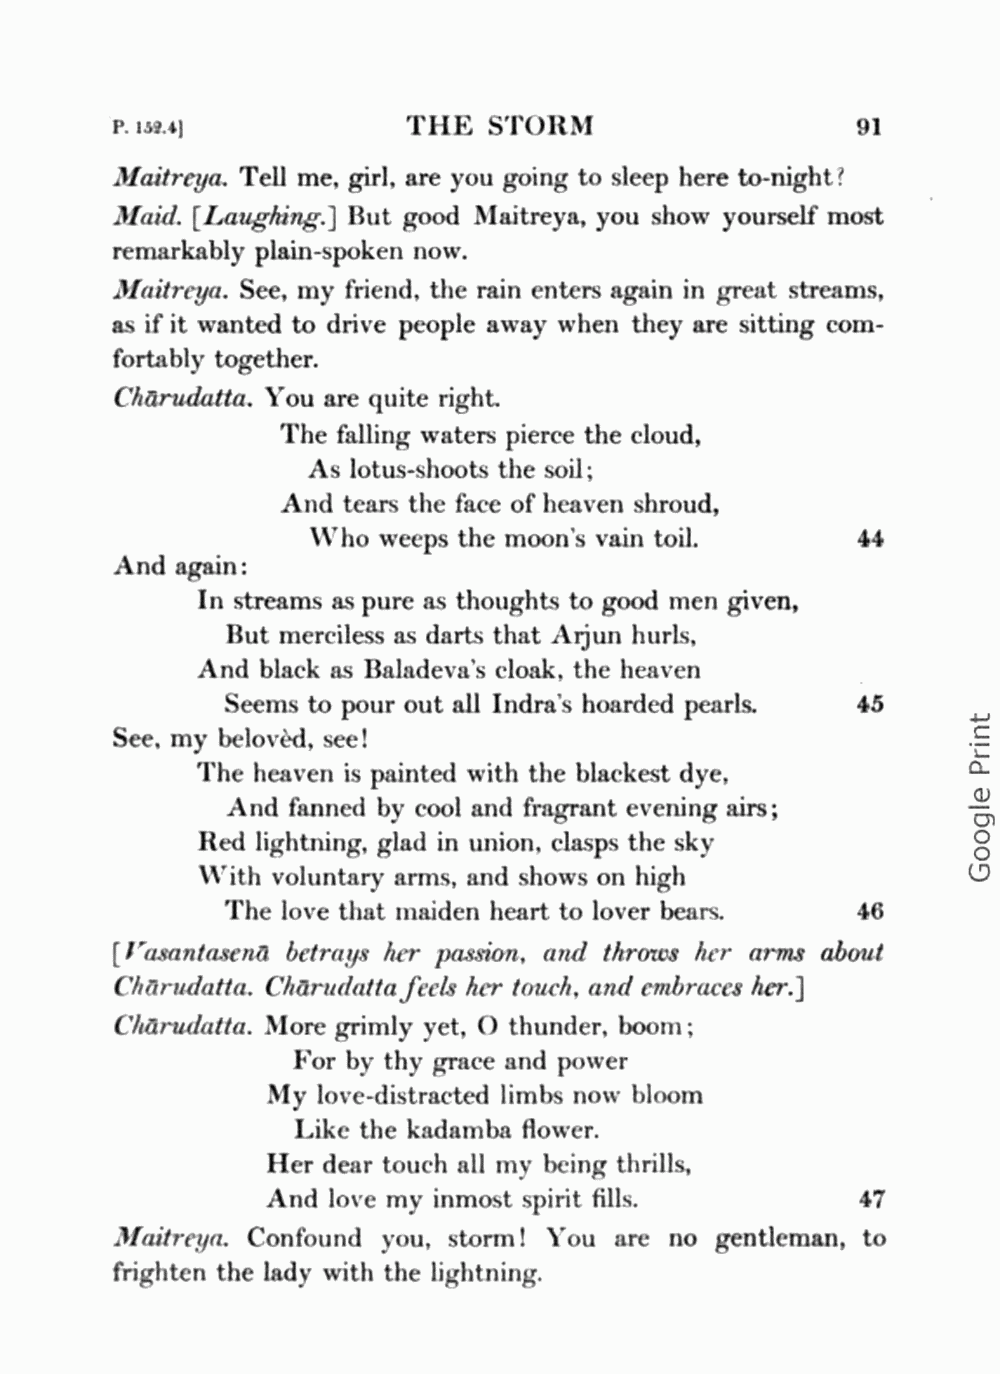 P. 152.4] THE STORM 91
Maitreya. Tell me, girl, are you going to sleep here to-night?
Maid. [Laughing.] But good Maitreya, you show yourself most
remarkably plain-spoken now.
Maitreya. See, my friend, the rain enters again in great streams,
as if it wanted to drive people away when they are sitting com-
fortably together.
Chārudatta. You are quite right.
The falling waters pierce the cloud,
As lotus-shoots the soil;
And tears the face of heaven shroud,
Who weeps the moon's vain toil. 44
And again:
In streams as pure as thoughts to good men given,
But merciless as darts that Arjun hurls,
And black as Baladeva's cloak, the heaven
Seems to pour out all Indra's hoarded pearls. 45
See, my belovèd, see!
The heaven is painted with the blackest dye,
And fanned by cool and fragrant evening airs;
Red lightning, glad in union, clasps the sky
With voluntary arms, and shows on high
The love that maiden heart to lover bears. 46
[Vasantasenā betrays her passion, and throws her arms about
Chārudatta. Chārudatta feels her touch, and embraces her.]
Chārudatta. More grimly yet, O thunder, boom;
For by thy grace and power
My love-distracted limbs now bloom
Like the kadamba flower.
Her dear touch all my being thrills,
And love my inmost spirit fills. 47
Maitreya. Confound you, storm! You are no gentleman, to
frighten the lady with the lightning.
Google Print